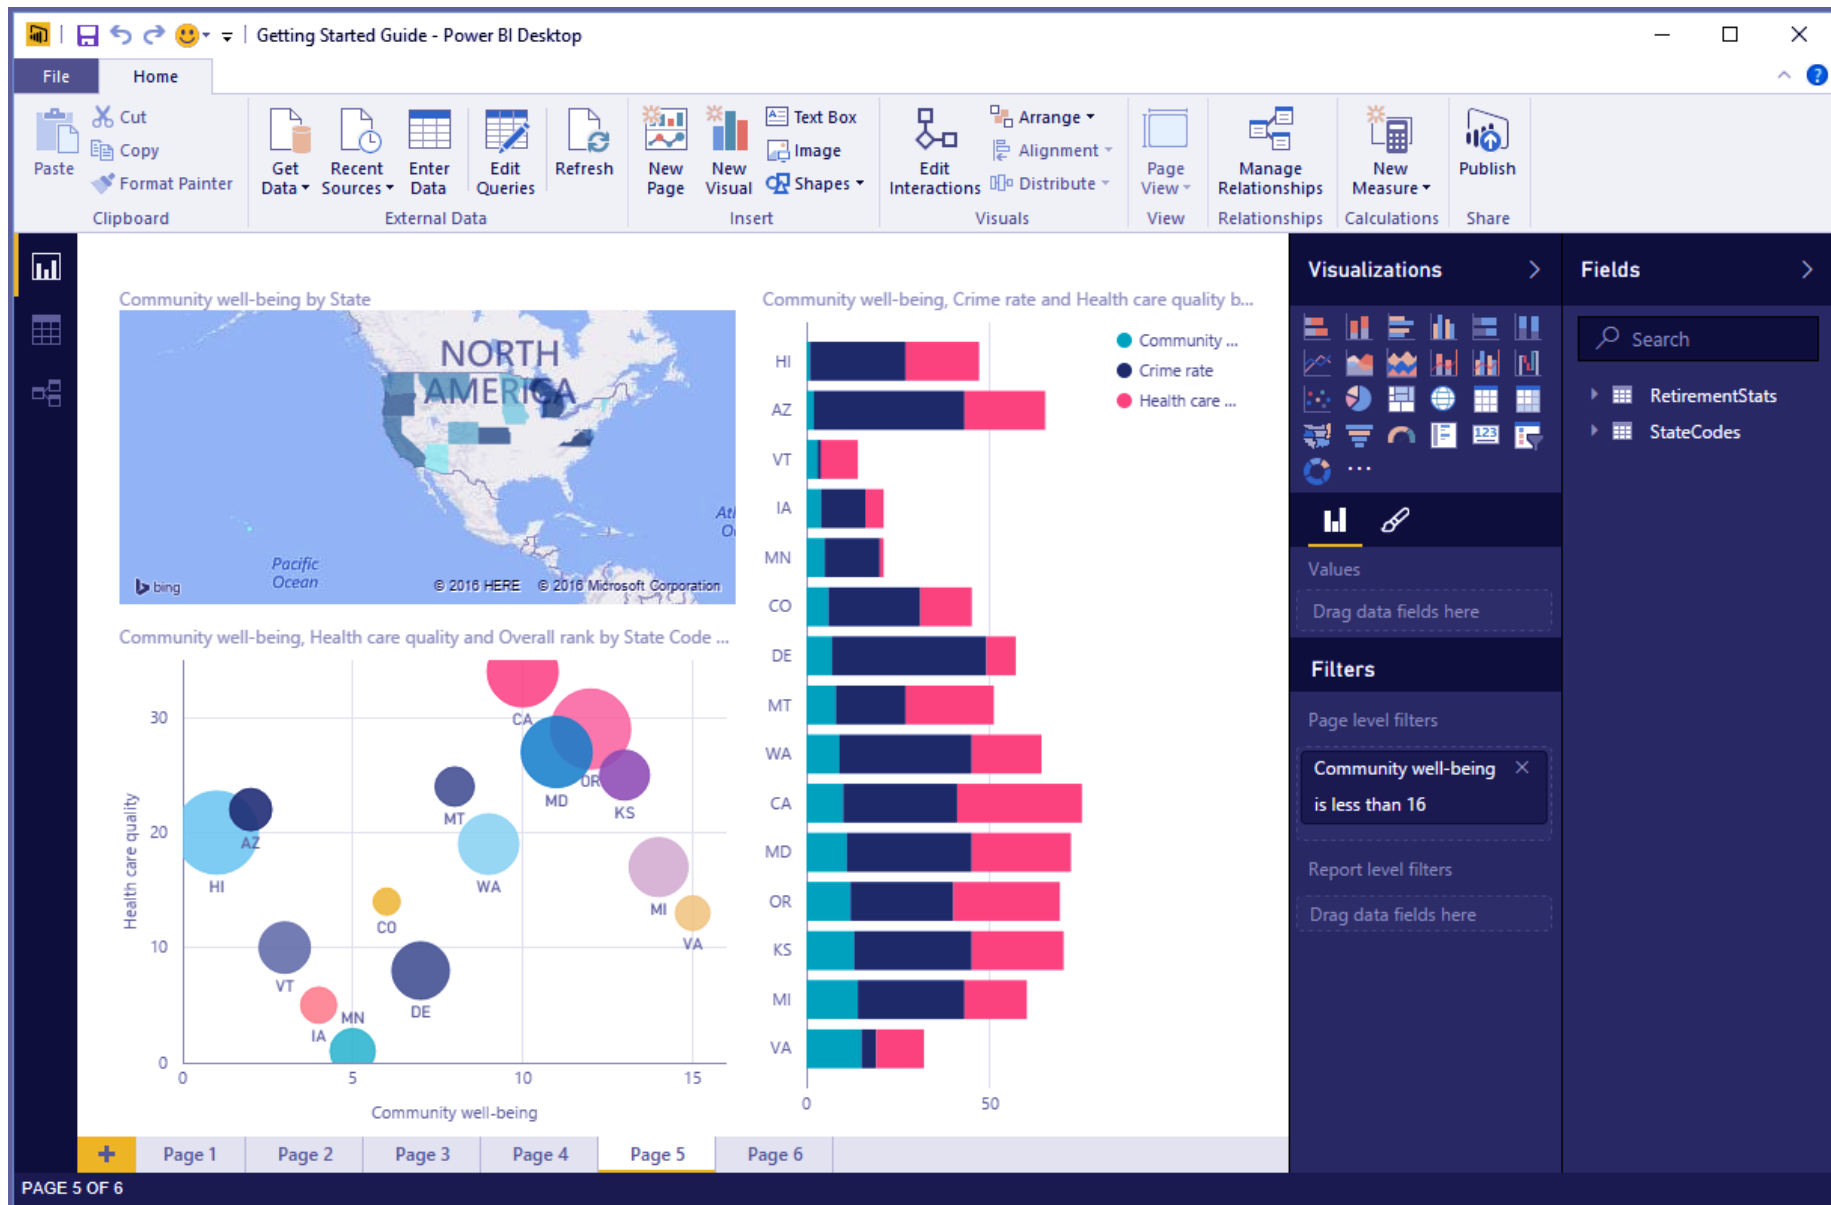 Getting Started Guide - Power BI Desktop
File
Home
Paste
Cut
Copy
Format Painter
Clipboard
Get Data
Recent Sources
Enter Data
Edit Queries
Refresh
External Data
New Page
New Visual
Text Box
Image
Shapes
Insert
Edit Interactions
Arrange
Alignment
Distribute
Visuals
Page View
View
Manage Relationships
Relationships
New Measure
Calculations
Publish
Share
Community well-being by State
NORTH
AMERICA
Pacific
Ocean
bing
© 2016 HERE
© 2016 Microsoft Corporation
Community well-being, Health care quality and Overall rank by State Code ...
Health care quality
30
20
10
0
CA
OR
MD
KS
MT
AZ
HI
WA
MI
VA
CO
VT
DE
IA
MN
0
5
10
15
Community well-being
Community well-being, Crime rate and Health care quality b...
Community ...
Crime rate
Health care ...
HI
AZ
VT
IA
MN
CO
DE
MT
WA
CA
MD
OR
KS
MI
VA
0
50
Visualizations
123
Values
Drag data fields here
Filters
Page level filters
Community well-being
is less than 16
Report level filters
Drag data fields here
Fields
Search
RetirementStats
StateCodes
Page 1
Page 2
Page 3
Page 4
Page 5
Page 6
PAGE 5 OF 6